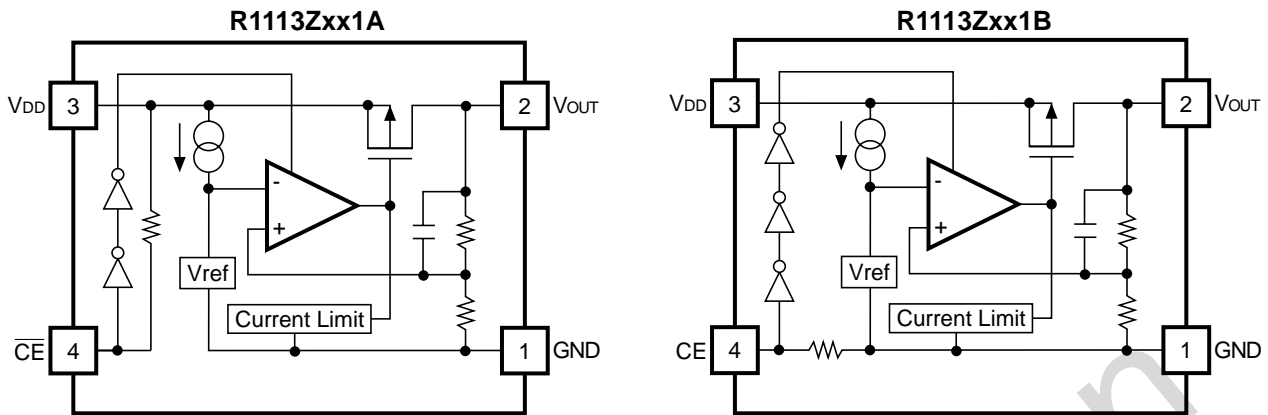 R1113Zxx1A
VDD 3
2 VOUT
-
+
Vref
Current Limit
CE 4
1 GND
R1113Zxx1B
VDD 3
2 VOUT
-
+
Vref
Current Limit
CE 4
1 GND
n